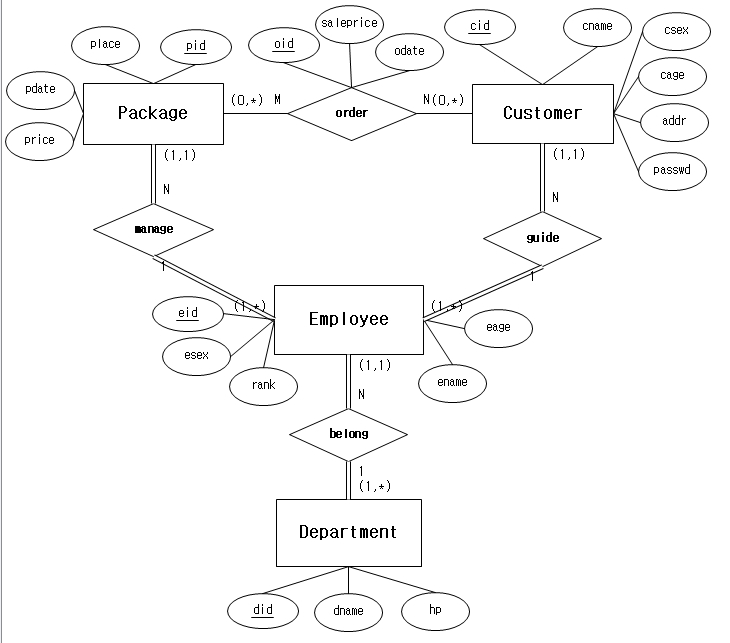 saleprice
place
pid
oid
odate
cid
cname
csex
pdate
Package
(0,*) M
order
N(0,*)
Customer
cage
price
addr
(1,1)
(1,1)
passwd
N
N
manage
guide
1
1
(1,*)
(1,*)
eid
Employee
eage
esex
rank
(1,1)
ename
N
belong
1
(1,*)
Department
did
dname
hp